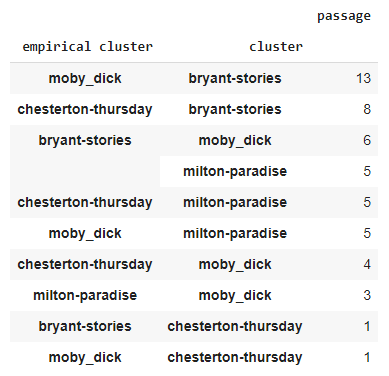 passage
empirical cluster cluster
moby_dick bryant-stories 13
chesterton-thursday bryant-stories 8
bryant-stories moby_dick 6
milton-paradise 5
chesterton-thursday milton-paradise 5
moby_dick milton-paradise 5
chesterton-thursday moby_dick 4
milton-paradise moby_dick 3
bryant-stories chesterton-thursday 1
moby_dick chesterton-thursday 1